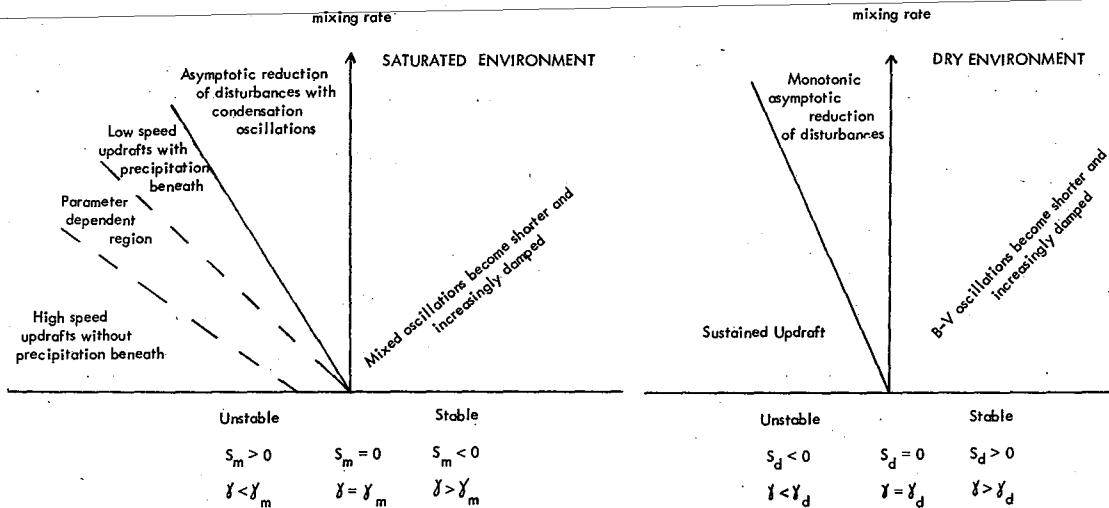 mixing rate
SATURATED ENVIRONMENT
Asymptotic reduction
of disturbances with
condensation
oscillations
Low speed
updrafts with
precipitation
beneath
Parameter
dependent
region
High speed
updrafts without
precipitation beneath
Mixed oscillations become shorter and
increasingly damped
Unstable
Stable
S_m > 0
S_m = 0
S_m < 0
γ < γ_m
γ = γ_m
γ > γ_m
mixing rate
DRY ENVIRONMENT
Monotonic
asymptotic
reduction
of disturbances
Sustained Updraft
B-V oscillations become shorter and
increasingly damped
Unstable
Stable
S_d < 0
S_d = 0
S_d > 0
γ < γ_d
γ = γ_d
γ > γ_d